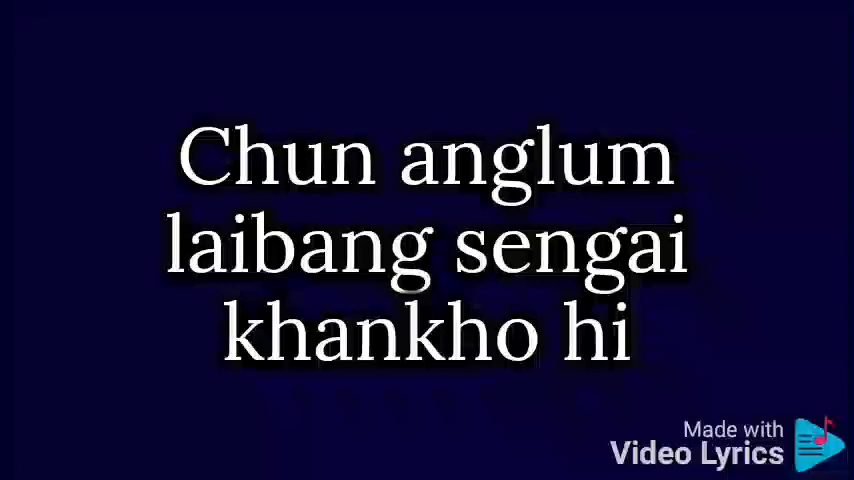 Chun anglum
laibang sengai
khankho hi
Made with
Video Lyrics